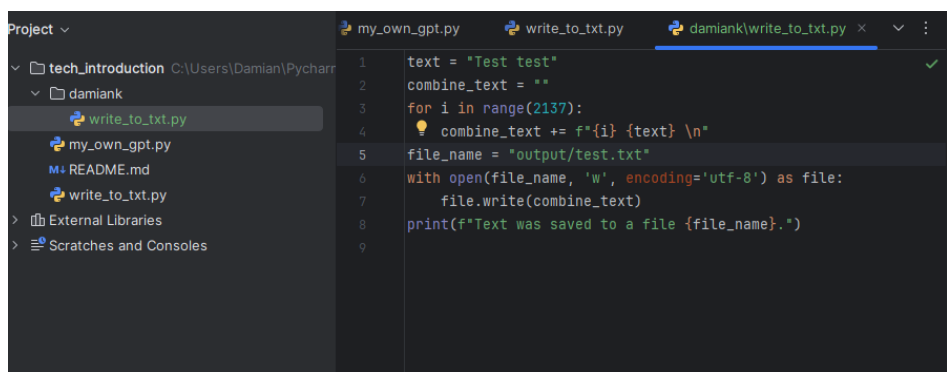 Project
my_own_gpt.py
write_to_txt.py
damiank\write_to_txt.py
tech_introduction C:\Users\Damian\Pycharm
damiank
write_to_txt.py
my_own_gpt.py
M↓ README.md
write_to_txt.py
External Libraries
Scratches and Consoles
1 text = "Test test"
2 combine_text = ""
3 for i in range(2137):
4 combine_text += f"{i} {text} \n"
5 file_name = "output/test.txt"
6 with open(file_name, 'w', encoding='utf-8') as file:
7 file.write(combine_text)
8 print(f"Text was saved to a file {file_name}.")
9